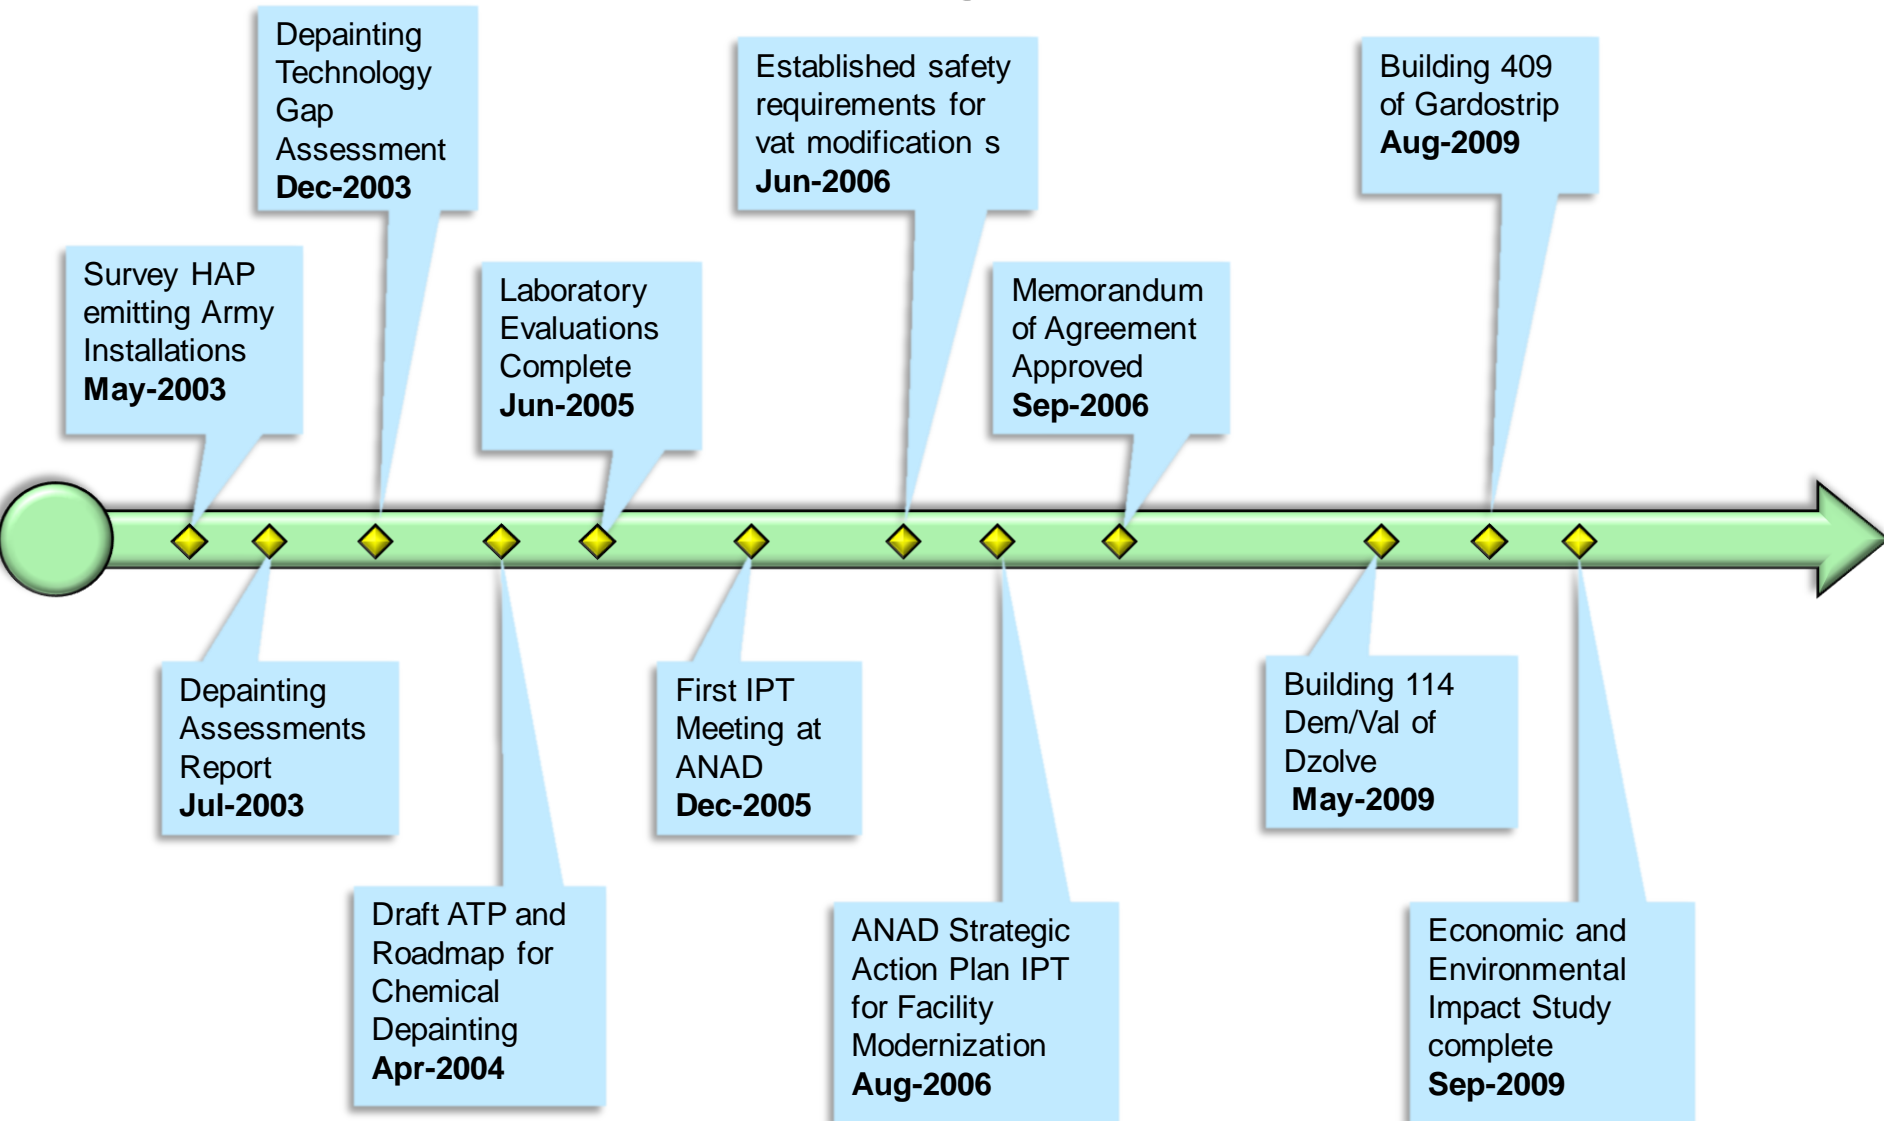 Depainting
Technology
Gap
Assessment
Dec-2003
Established safety
requirements for
vat modification s
Jun-2006
Building 409
of Gardostrip
Aug-2009
Survey HAP
emitting Army
Installations
May-2003
Laboratory
Evaluations
Complete
Jun-2005
Memorandum
of Agreement
Approved
Sep-2006
Depainting
Assessments
Report
Jul-2003
First IPT
Meeting at
ANAD
Dec-2005
Building 114
Dem/Val of
Dzolve
May-2009
Draft ATP and
Roadmap for
Chemical
Depainting
Apr-2004
ANAD Strategic
Action Plan IPT
for Facility
Modernization
Aug-2006
Economic and
Environmental
Impact Study
complete
Sep-2009